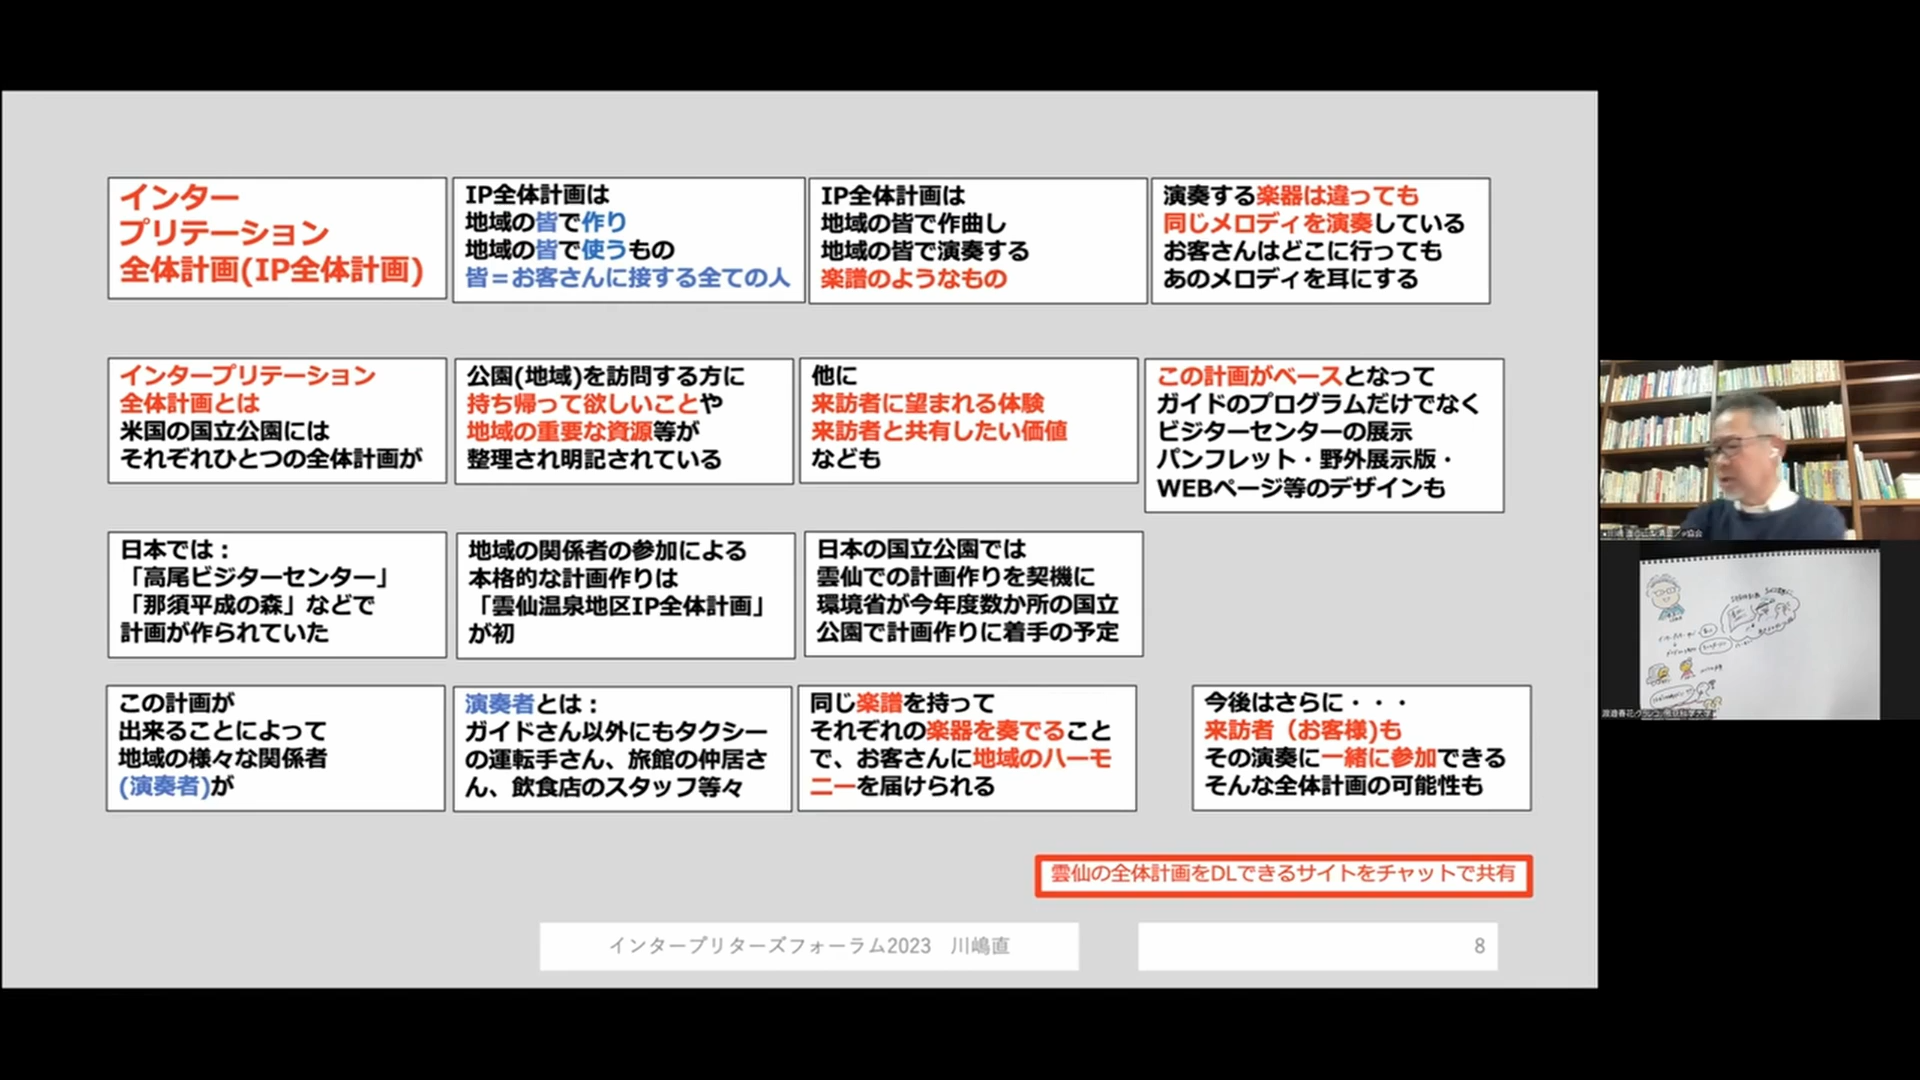 インター
プリテーション
全体計画(IP全体計画)
IP全体計画は
地域の皆で作り
地域の皆で使うもの
皆＝お客さんに接する全ての人
IP全体計画は
地域の皆で作曲し
地域の皆で演奏する
楽譜のようなもの
演奏する楽器は違っても
同じメロディを演奏している
お客さんはどこに行っても
あのメロディを耳にする
インタープリテーション
全体計画とは
米国の国立公園には
それぞれひとつの全体計画が
公園(地域)を訪問する方に
持ち帰って欲しいことや
地域の重要な資源等が
整理され明記されている
他に
来訪者に望まれる体験
来訪者と共有したい価値
なども
この計画がベースとなって
ガイドのプログラムだけでなく
ビジターセンターの展示
パンフレット・野外展示版・
WEBページ等のデザインも
日本では：
「高尾ビジターセンター」
「那須平成の森」などで
計画が作られていた
地域の関係者の参加による
本格的な計画作りは
「雲仙温泉地区IP全体計画」
が初
日本の国立公園では
雲仙での計画作りを契機に
環境省が今年度数か所の国立
公園で計画作りに着手の予定
この計画が
出来ることによって
地域の様々な関係者
(演奏者)が
演奏者とは：
ガイドさん以外にもタクシー
の運転手さん、旅館の仲居さ
ん、飲食店のスタッフ等々
同じ楽譜を持って
それぞれの楽器を奏でること
で、お客さんに地域のハーモ
ニーを届けられる
今後はさらに・・・
来訪者（お客様)も
その演奏に一緒に参加できる
そんな全体計画の可能性も
雲仙の全体計画をDLできるサイトをチャットで共有
インタープリターズフォーラム2023　川嶋直
8